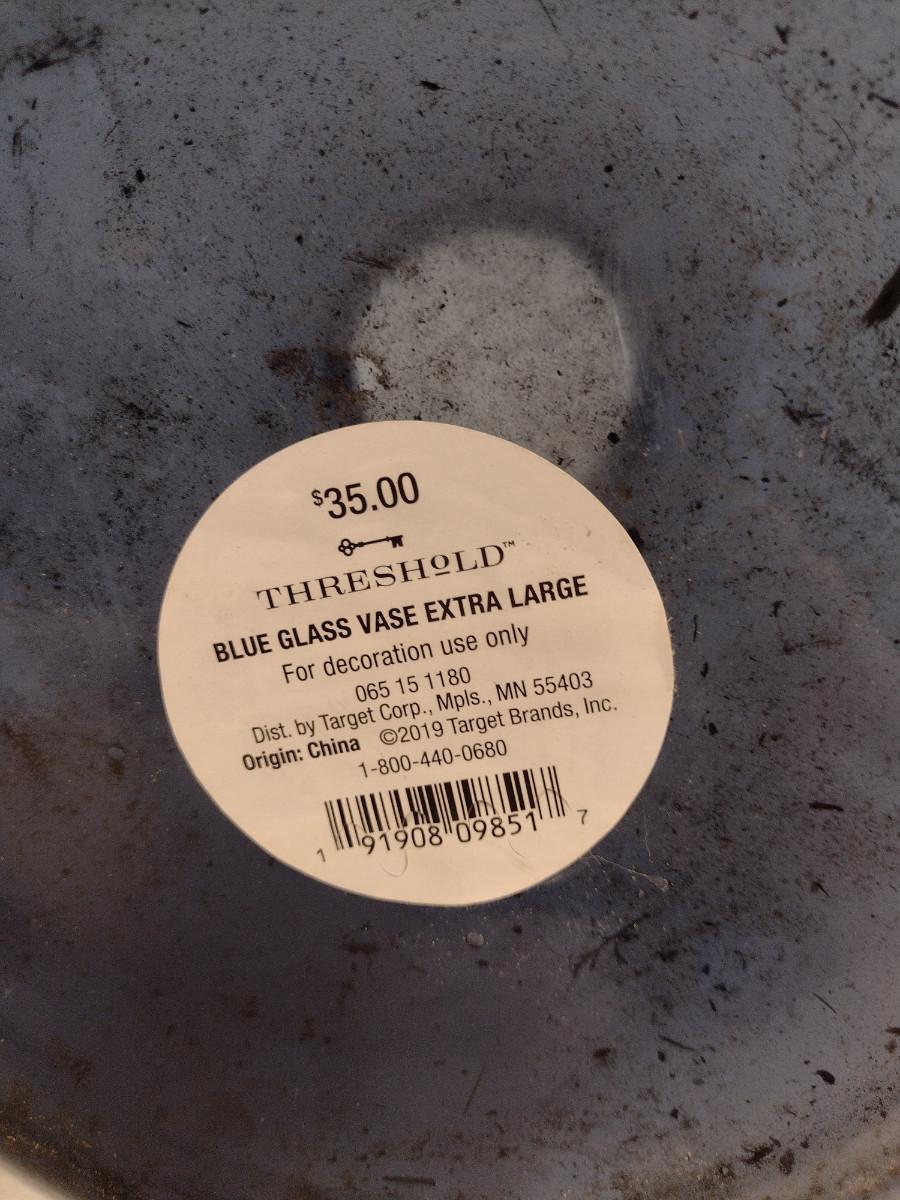 $35.00
THRESHOLD™
BLUE GLASS VASE EXTRA LARGE
For decoration use only
065 15 1180
Dist. by Target Corp., Mpls., MN 55403
Origin: China ©2019 Target Brands, Inc.
1-800-440-0680
1 91908 09851 7